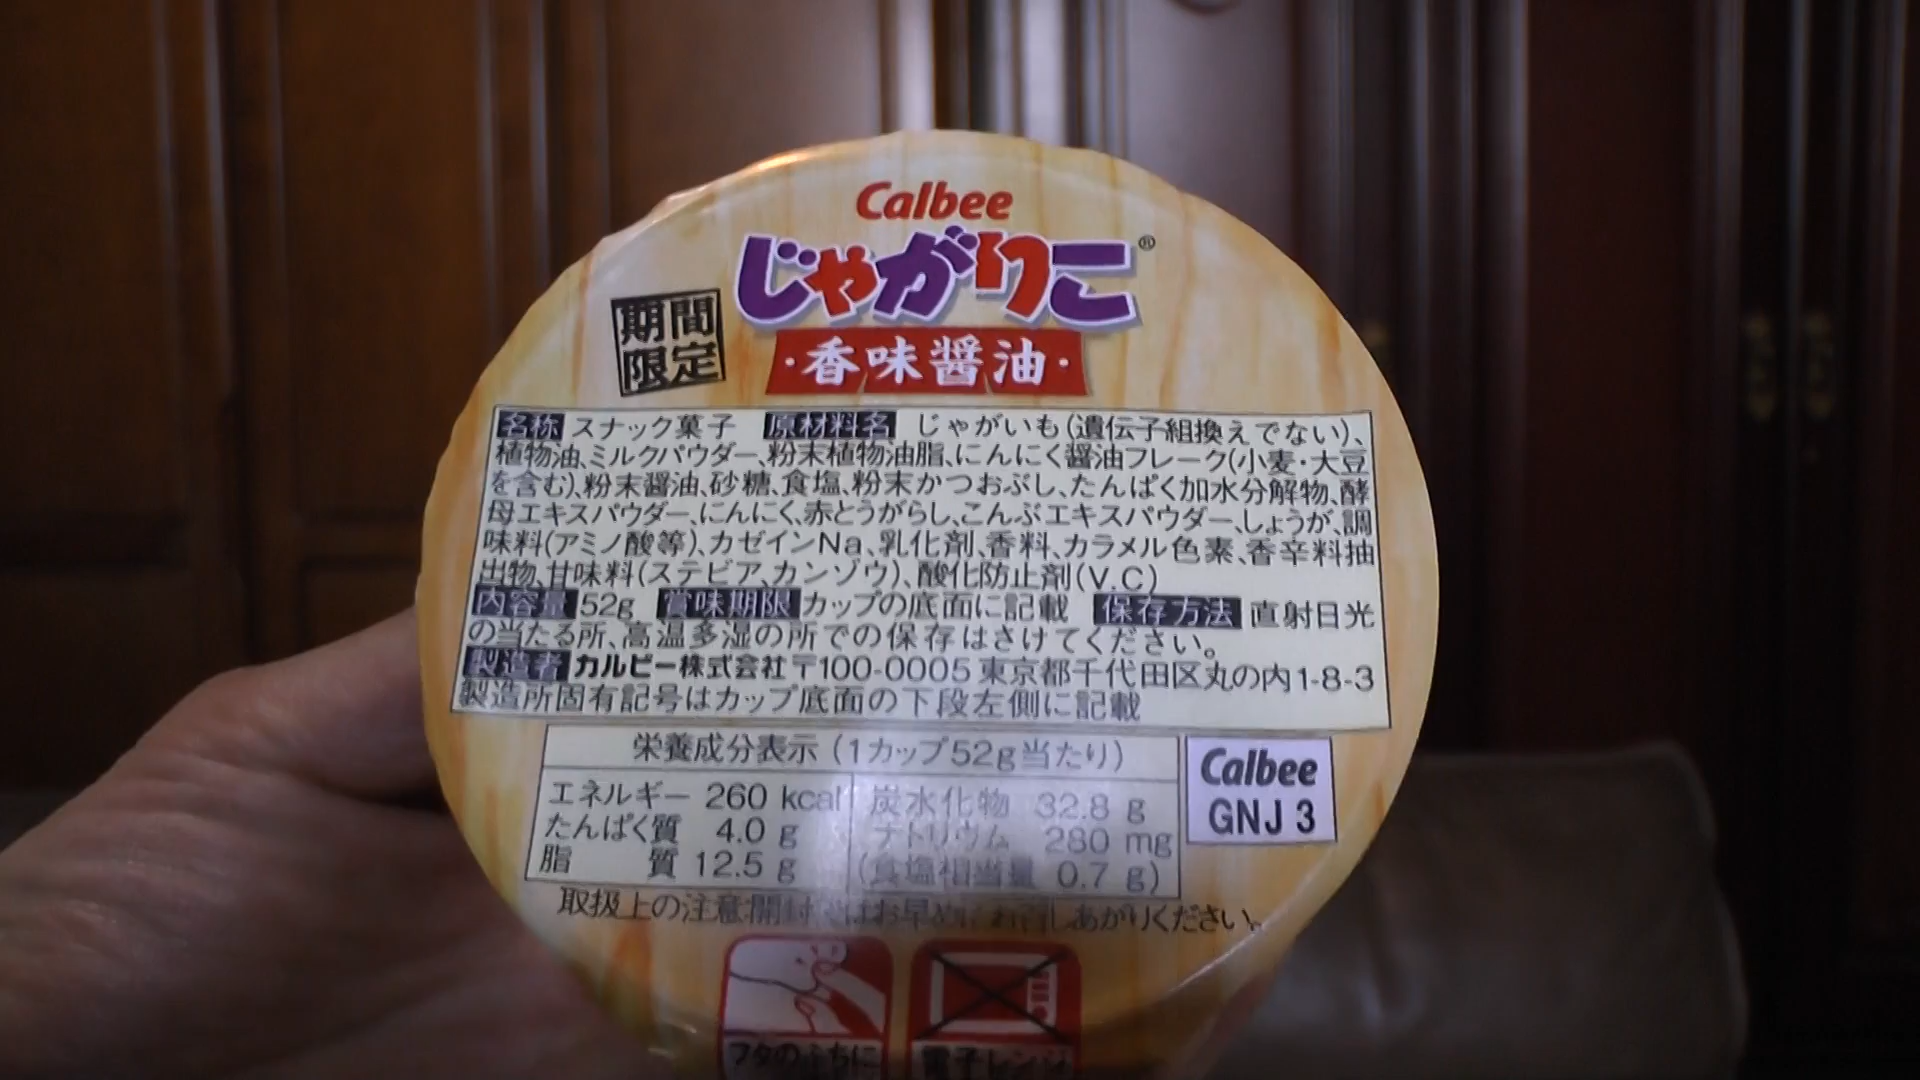 Calbee
じゃがりこ®
期間
限定
・香味醤油・
名称 スナック菓子 原材料名 じゃがいも(遺伝子組換えでない)、
植物油、ミルクパウダー、粉末植物油脂、にんにく醤油フレーク(小麦・大豆
を含む)、粉末醤油、砂糖、食塩、粉末かつおぶし、たんぱく加水分解物、酵
母エキスパウダー、にんにく、赤とうがらし、こんぶエキスパウダー、しょうが、調
味料(アミノ酸等)、カゼインNa、乳化剤、香料、カラメル色素、香辛料抽
出物、甘味料(ステビア、カンゾウ)、酸化防止剤(V.C)
内容量 52g 賞味期限 カップの底面に記載 保存方法 直射日光
の当たる所、高温多湿の所での保存はさけてください。
製造者 カルビー株式会社 〒100-0005 東京都千代田区丸の内1-8-3
製造所固有記号はカップ底面の下段左側に記載
栄養成分表示 (1カップ52g当たり)
エネルギー 260 kcal 炭水化物 32.8 g
たんぱく質 4.0 g ナトリウム 280 mg
脂質 12.5 g (食塩相当量 0.7 g)
Calbee
GNJ 3
取扱上の注意:開封後はお早めにお召しあがりください。
フタのふちに
電子レンジ